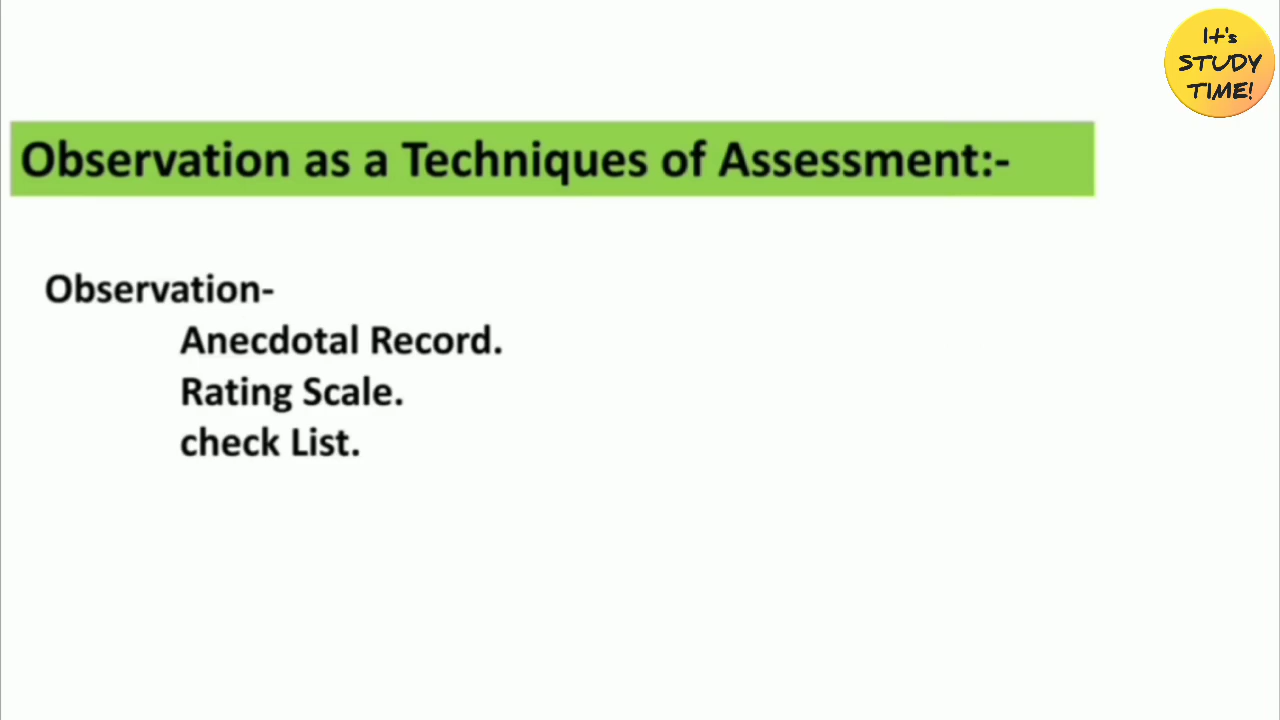 It's
STUDY
TIME!
Observation as a Techniques of Assessment:-
Observation-
Anecdotal Record.
Rating Scale.
check List.